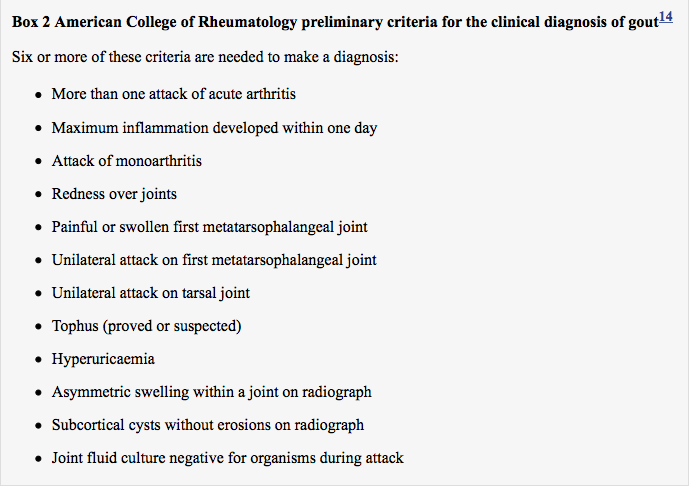 Box 2 American College of Rheumatology preliminary criteria for the clinical diagnosis of gout14
Six or more of these criteria are needed to make a diagnosis:
• More than one attack of acute arthritis
• Maximum inflammation developed within one day
• Attack of monoarthritis
• Redness over joints
• Painful or swollen first metatarsophalangeal joint
• Unilateral attack on first metatarsophalangeal joint
• Unilateral attack on tarsal joint
• Tophus (proved or suspected)
• Hyperuricaemia
• Asymmetric swelling within a joint on radiograph
• Subcortical cysts without erosions on radiograph
• Joint fluid culture negative for organisms during attack